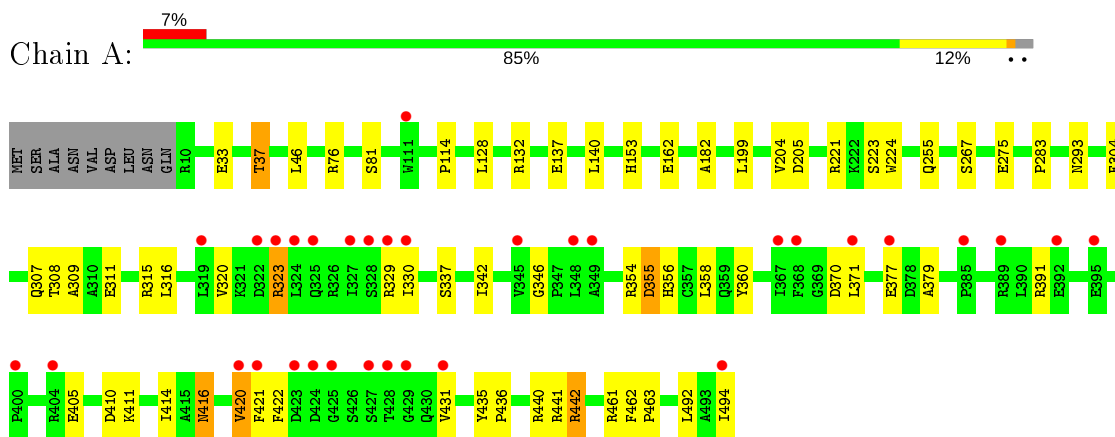 7%
Chain A:
85%
12%
• •
MET SER ALA ASN VAL ASP LEU ASN GLN R10 E33 T37 L46 R76 S81 W111 P114 L128 R132 E137 L140 H153 E162 A182 L199 V204 D205 R221 K222 S223 W224 Q255 S267 E275 P283 N293
Q307 T308 A309 A310 E311 R315 L316 L319 V320 K321 D322 R323 L324 Q325 R326 I327 S328 R329 I330 S337 I342 V345 G346 P347 L348 A349 R354 D355 H356 C357 L358 Q359 Y360 I367 F368 G369 D370 L371 E377 D378 A379 P385 R389 L390 R391 E392 E395
P400 R404 E405 D410 K411 I414 A415 N416 V420 F421 F422 D423 D424 G425 S426 S427 T428 G429 Q430 V431 Y435 P436 R440 R441 R442 R461 F462 P463 L492 A493 I494